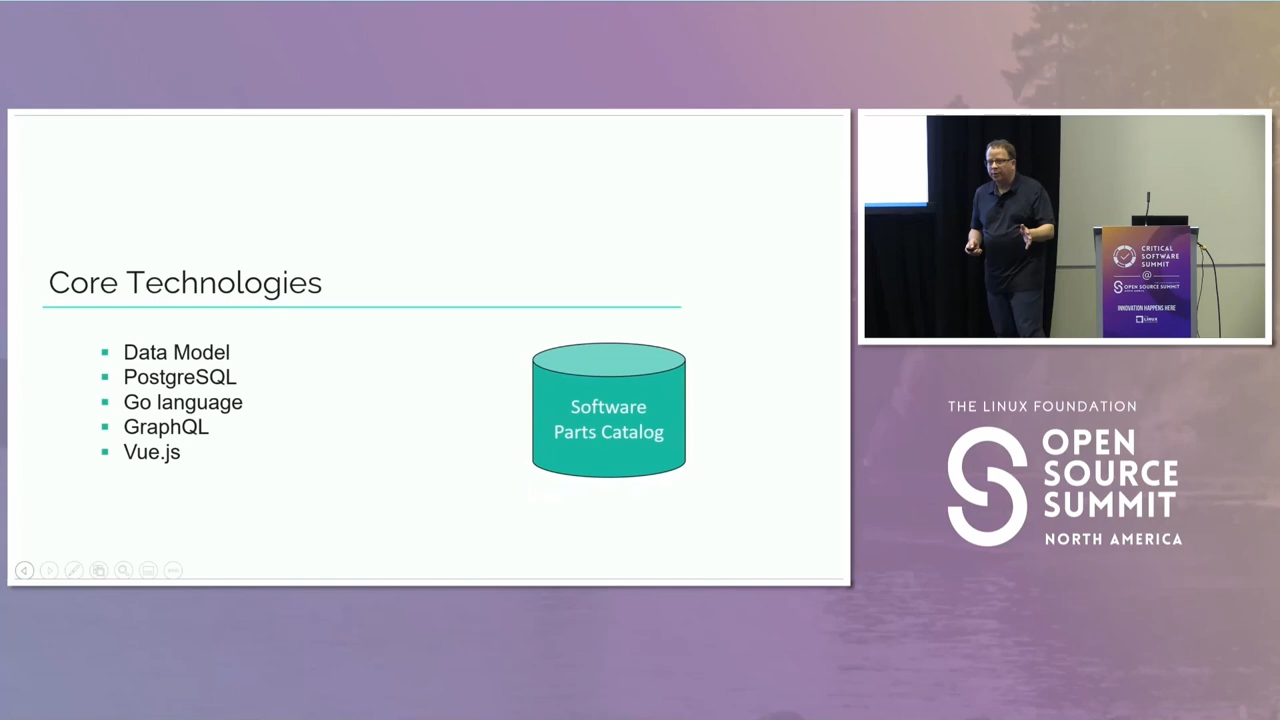 Core Technologies
Data Model
PostgreSQL
Go language
GraphQL
Vue.js
Software
Parts Catalog
CRITICAL
SOFTWARE
SUMMIT
@
OPEN SOURCE SUMMIT
INNOVATION HAPPENS HERE
LINUX
THE LINUX FOUNDATION
OPEN
SOURCE
SUMMIT
NORTH AMERICA